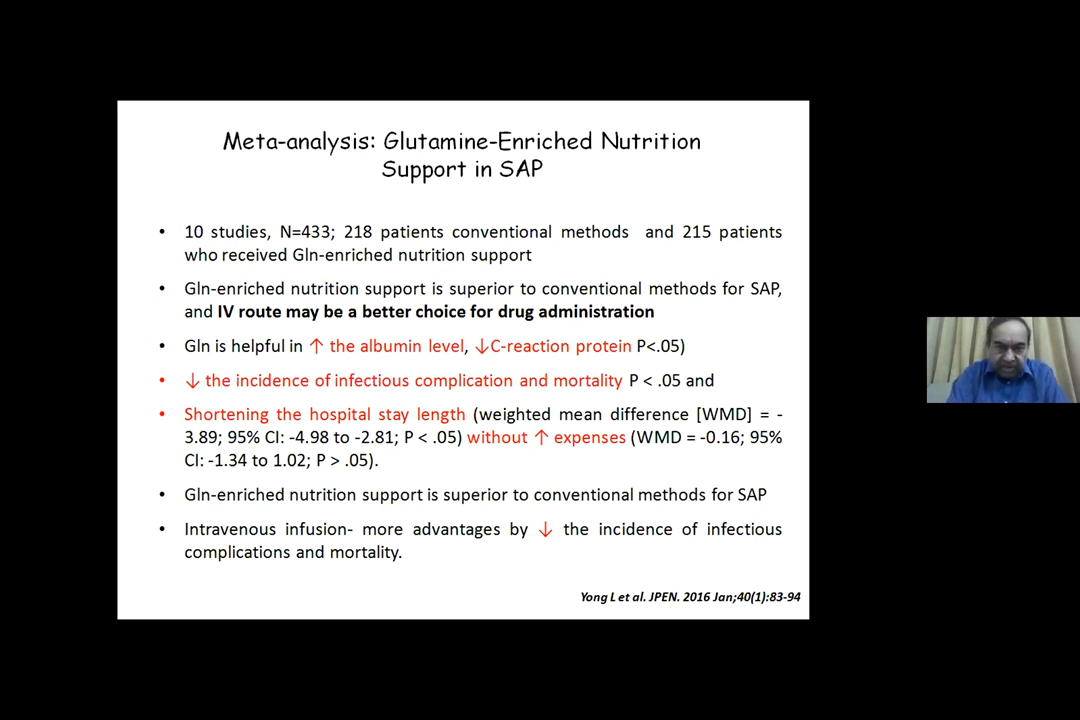 Meta-analysis: Glutamine-Enriched Nutrition
Support in SAP
• 10 studies, N=433; 218 patients conventional methods and 215 patients
who received Gln-enriched nutrition support
• Gln-enriched nutrition support is superior to conventional methods for SAP,
and IV route may be a better choice for drug administration
• Gln is helpful in ↑ the albumin level, ↓C-reaction protein P<.05)
• ↓ the incidence of infectious complication and mortality P < .05 and
• Shortening the hospital stay length (weighted mean difference [WMD] = -
3.89; 95% CI: -4.98 to -2.81; P < .05) without ↑ expenses (WMD = -0.16; 95%
CI: -1.34 to 1.02; P > .05).
• Gln-enriched nutrition support is superior to conventional methods for SAP
• Intravenous infusion- more advantages by ↓ the incidence of infectious
complications and mortality.
Yong L et al. JPEN. 2016 Jan;40(1):83-94